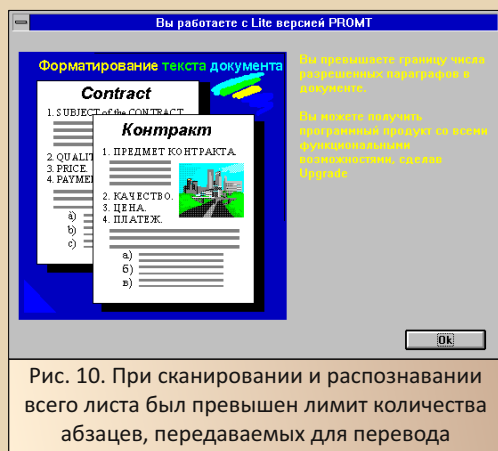 Вы работаете с Lite версией PROMT
Форматирование текста документа
Contract
1. SUBJECT of the CONTRACT
2. QUALIT
3. PRICE.
4. PAYME
а)
b)
c)
Контракт
1. ПРЕДМЕТ КОНТРАКТА.
2. КАЧЕСТВО.
3. ЦЕНА.
4. ПЛАТЕЖ.
а)
б)
в)
Вы превышаете границу числа
разрешенных параграфов в
документе.
Вы можете получить
программный продукт со всеми
функциональными
возможностями, сделав
Upgrade
Ok
Рис. 10. При сканировании и распознавании
всего листа был превышен лимит количества
абзацев, передаваемых для перевода